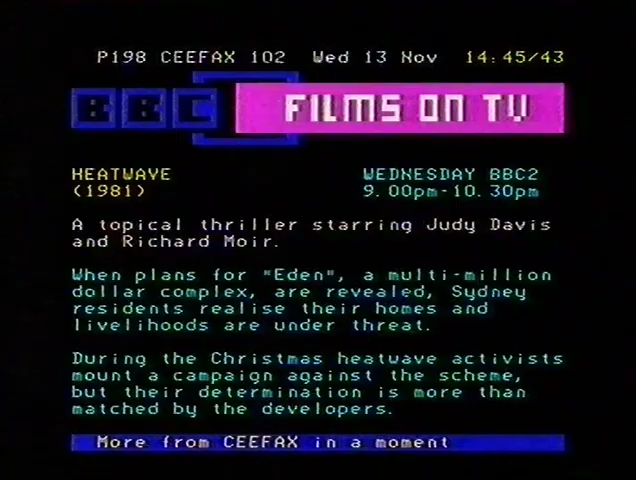 P198 CEEFAX 102 Wed 13 Nov 14:45/43
BBC FILMS ON TV
HEATWAVE WEDNESDAY BBC2
(1981) 9.00pm-10.30pm
A topical thriller starring Judy Davis
and Richard Moir.
When plans for "Eden", a multi-million
dollar complex, are revealed, Sydney
residents realise their homes and
livelihoods are under threat.
During the Christmas heatwave activists
mount a campaign against the scheme,
but their determination is more than
matched by the developers.
More from CEEFAX in a moment